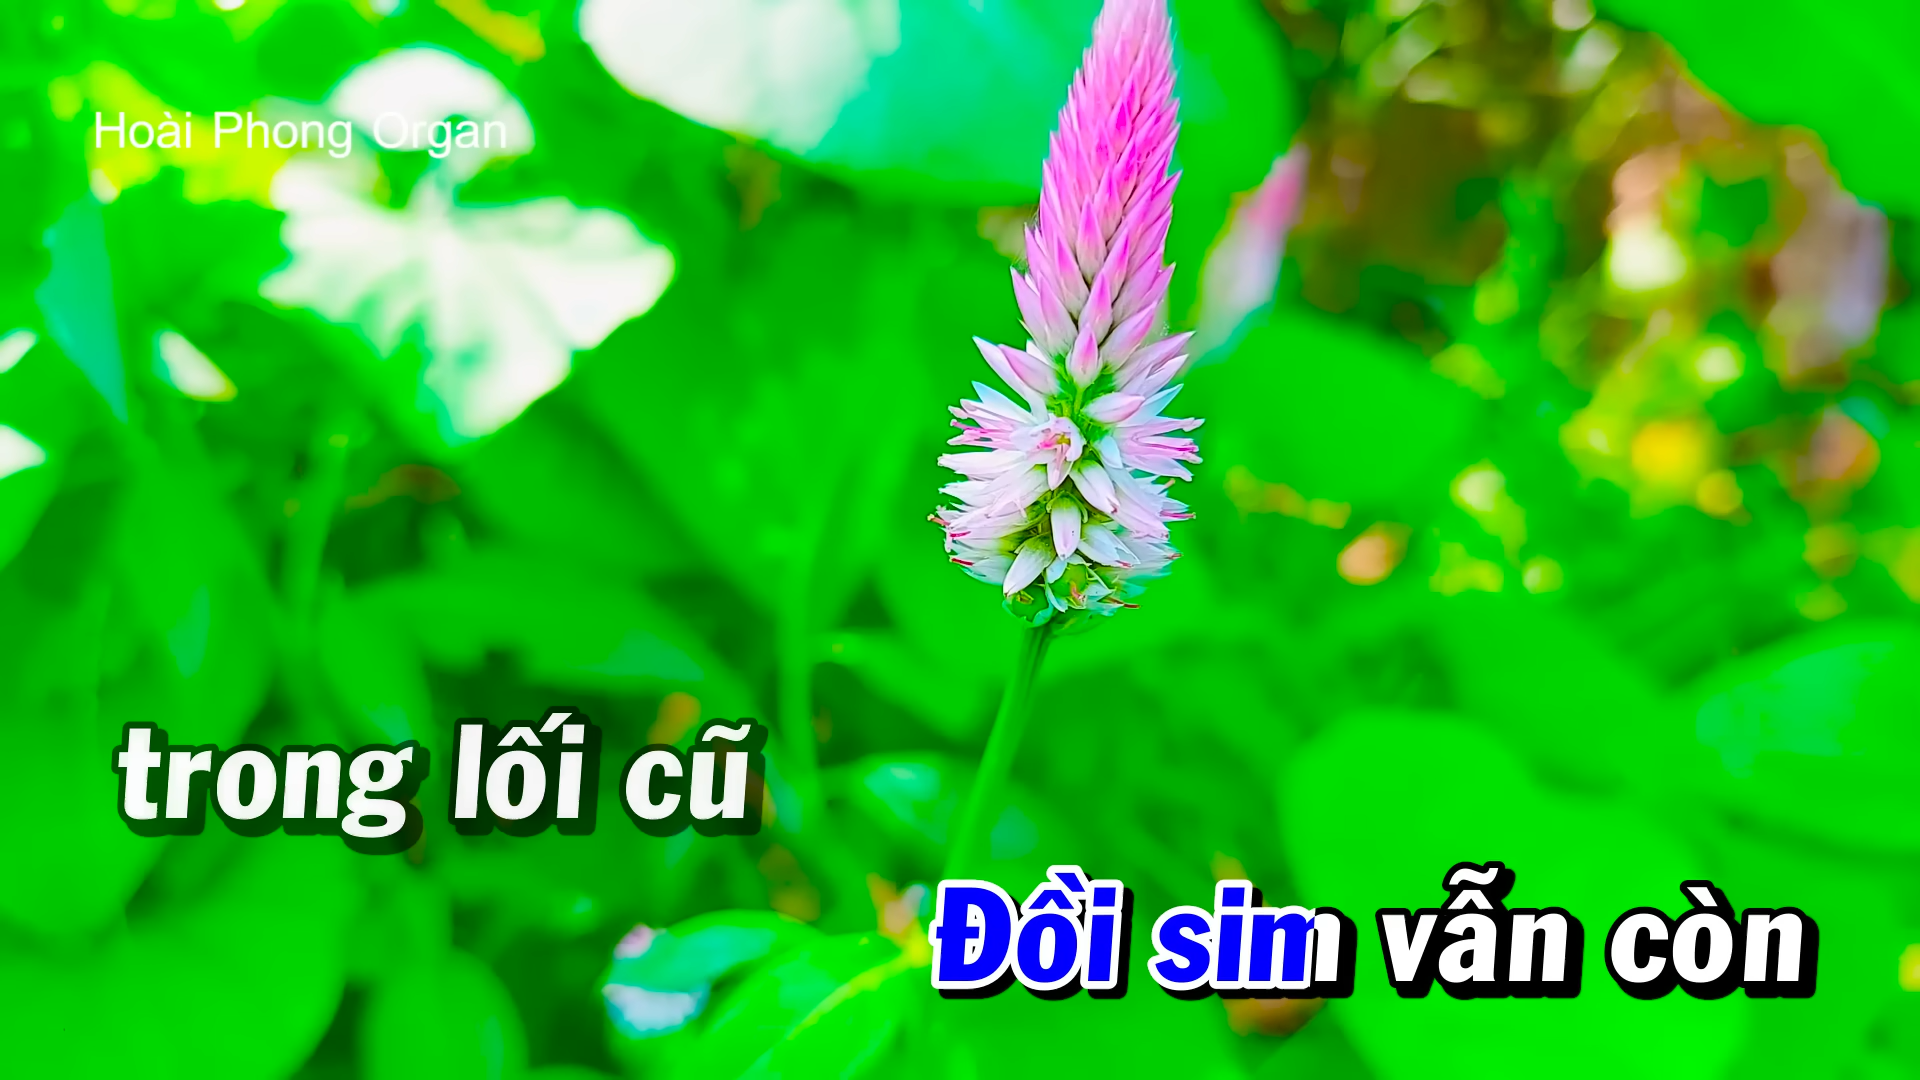 Hoài Phong Organ
trong lối cũ
Đồi sim vẫn còn